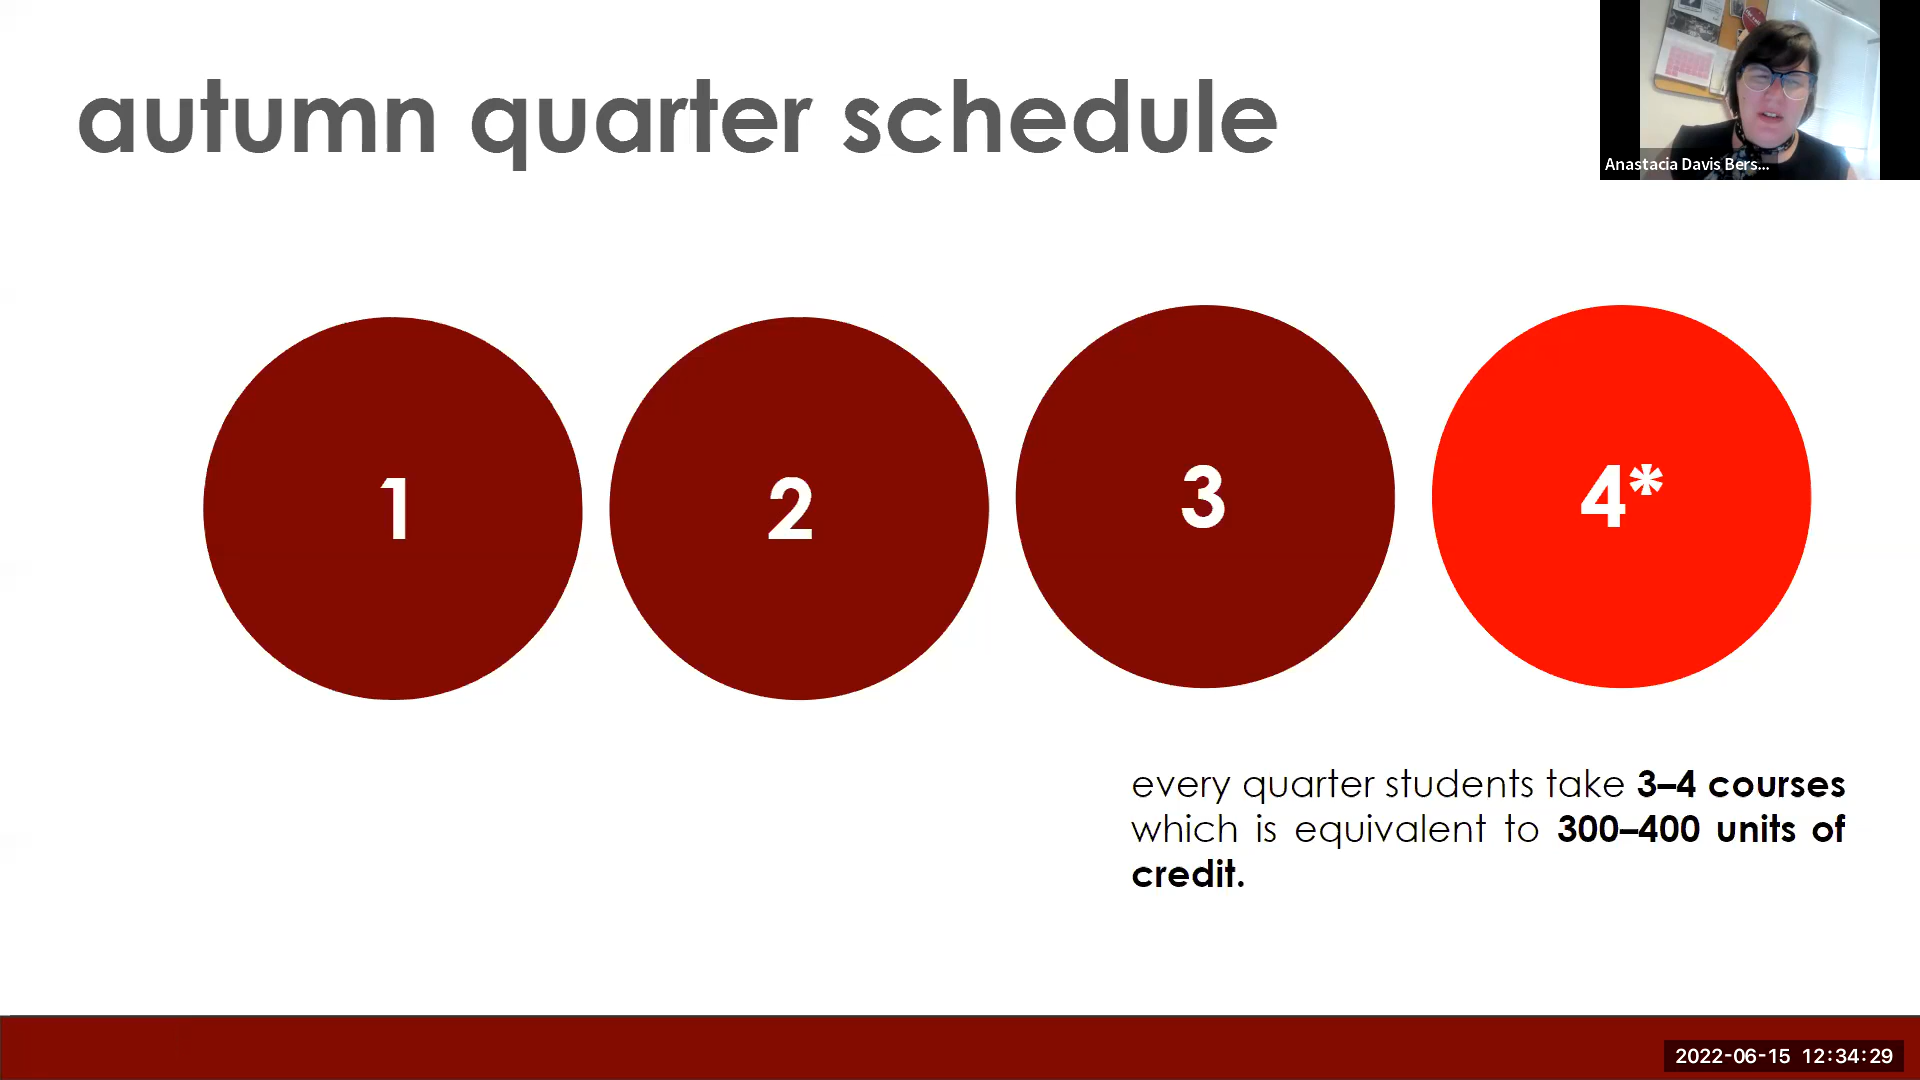 autumn quarter schedule
Anastacia Davis Bers...
1
2
3
4*
every quarter students take 3–4 courses
which is equivalent to 300–400 units of
credit.
2022-06-15 12:34:29